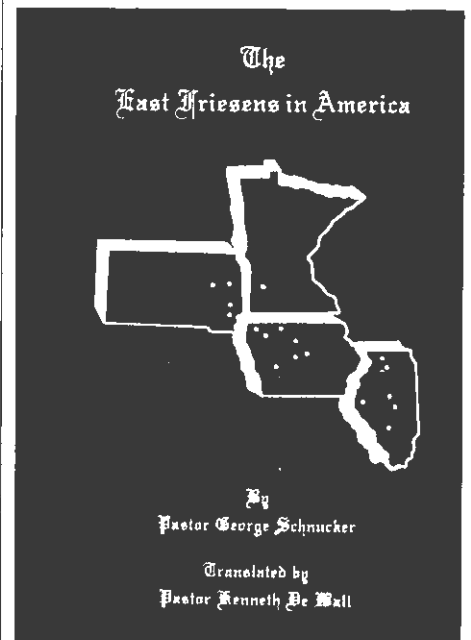 The
East Friesens in America
By
Pastor George Schnucker
Translated by
Pastor Kenneth De Wall